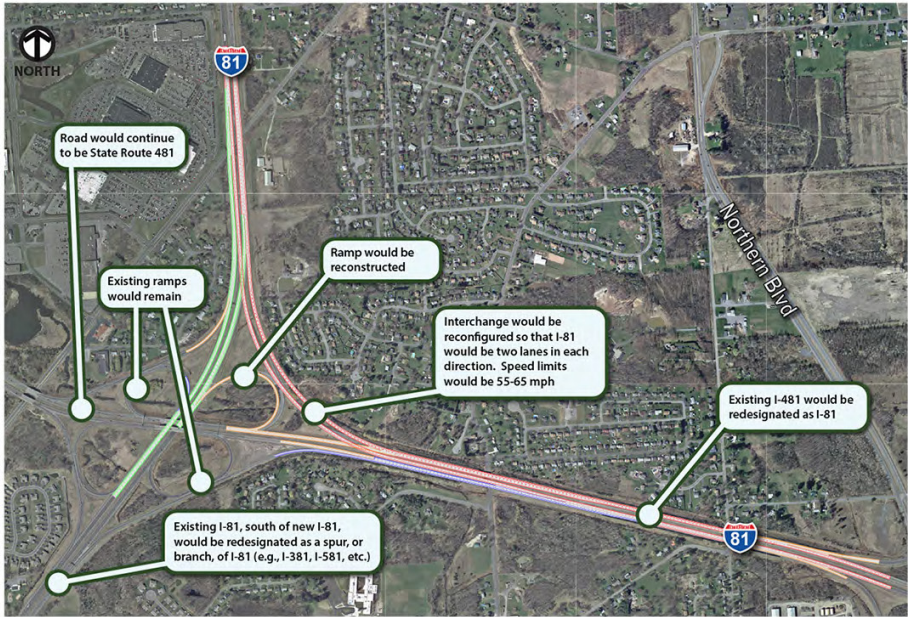 NORTH
81
Road would continue
to be State Route 481
Existing ramps
would remain
Ramp would be
reconstructed
Interchange would be
reconfigured so that I-81
would be two lanes in each
direction. Speed limits
would be 55-65 mph
Northern Blvd
Existing I-481 would be
redesignated as I-81
81
Existing I-81, south of new I-81,
would be redesignated as a spur, or
branch, of I-81 (e.g., I-381, I-581, etc.)